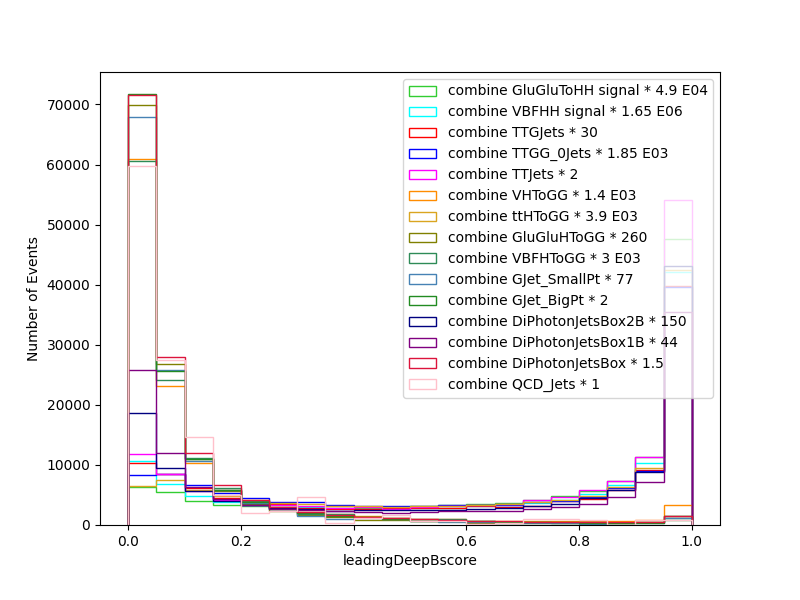 combine GluGluToHH signal * 4.9 E04
combine VBFHH signal * 1.65 E06
combine TTGJets * 30
combine TTGG_0Jets * 1.85 E03
combine TTJets * 2
combine VHToGG * 1.4 E03
combine ttHToGG * 3.9 E03
combine GluGluHToGG * 260
combine VBFHToGG * 3 E03
combine GJet_SmallPt * 77
combine GJet_BigPt * 2
combine DiPhotonJetsBox2B * 150
combine DiPhotonJetsBox1B * 44
combine DiPhotonJetsBox * 1.5
combine QCD_Jets * 1
Number of Events
70000
60000
50000
40000
30000
20000
10000
0
0.0 0.2 0.4 0.6 0.8 1.0
leadingDeepBscore